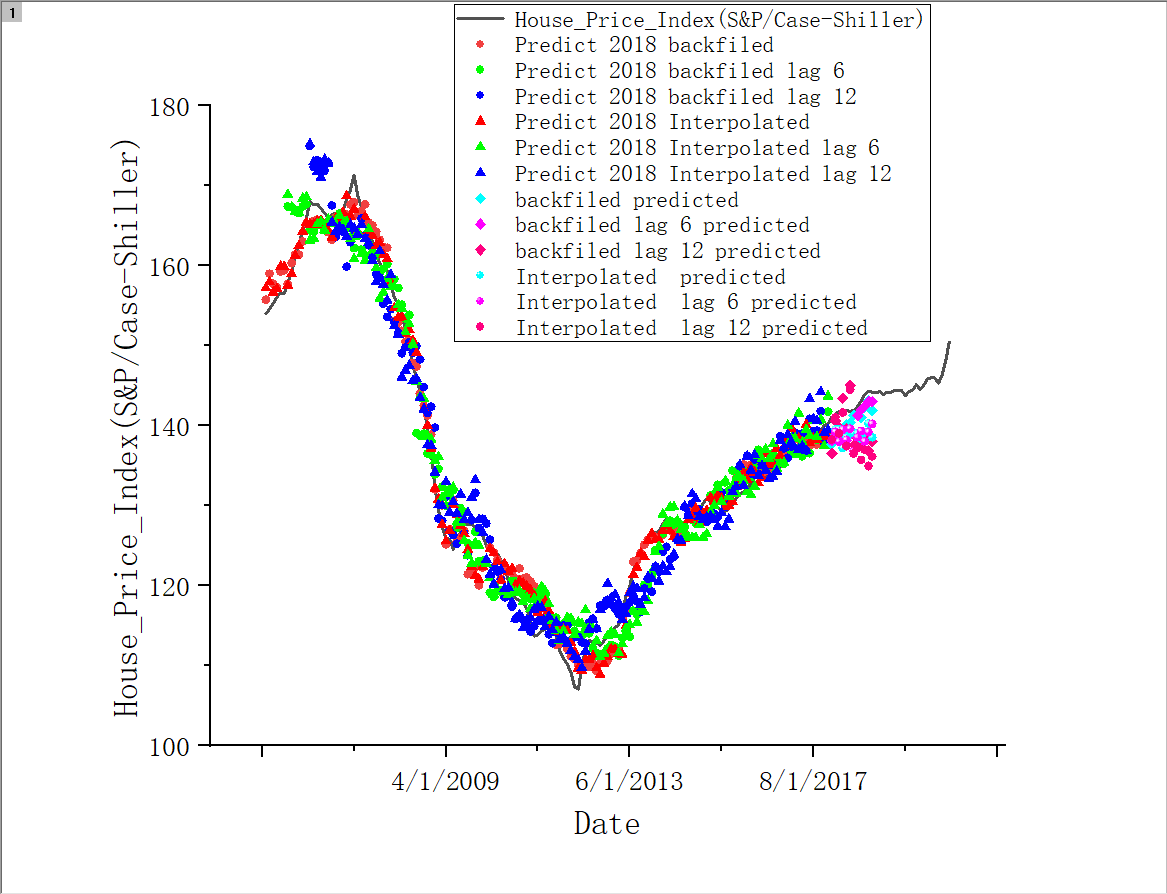 1
House_Price_Index(S&P/Case-Shiller)
Predict 2018 backfiled
Predict 2018 backfiled lag 6
Predict 2018 backfiled lag 12
Predict 2018 Interpolated
Predict 2018 Interpolated lag 6
Predict 2018 Interpolated lag 12
backfiled predicted
backfiled lag 6 predicted
backfiled lag 12 predicted
Interpolated  predicted
Interpolated  lag 6 predicted
Interpolated  lag 12 predicted
House_Price_Index(S&P/Case-Shiller)
180
160
140
120
100
4/1/2009
6/1/2013
8/1/2017
Date